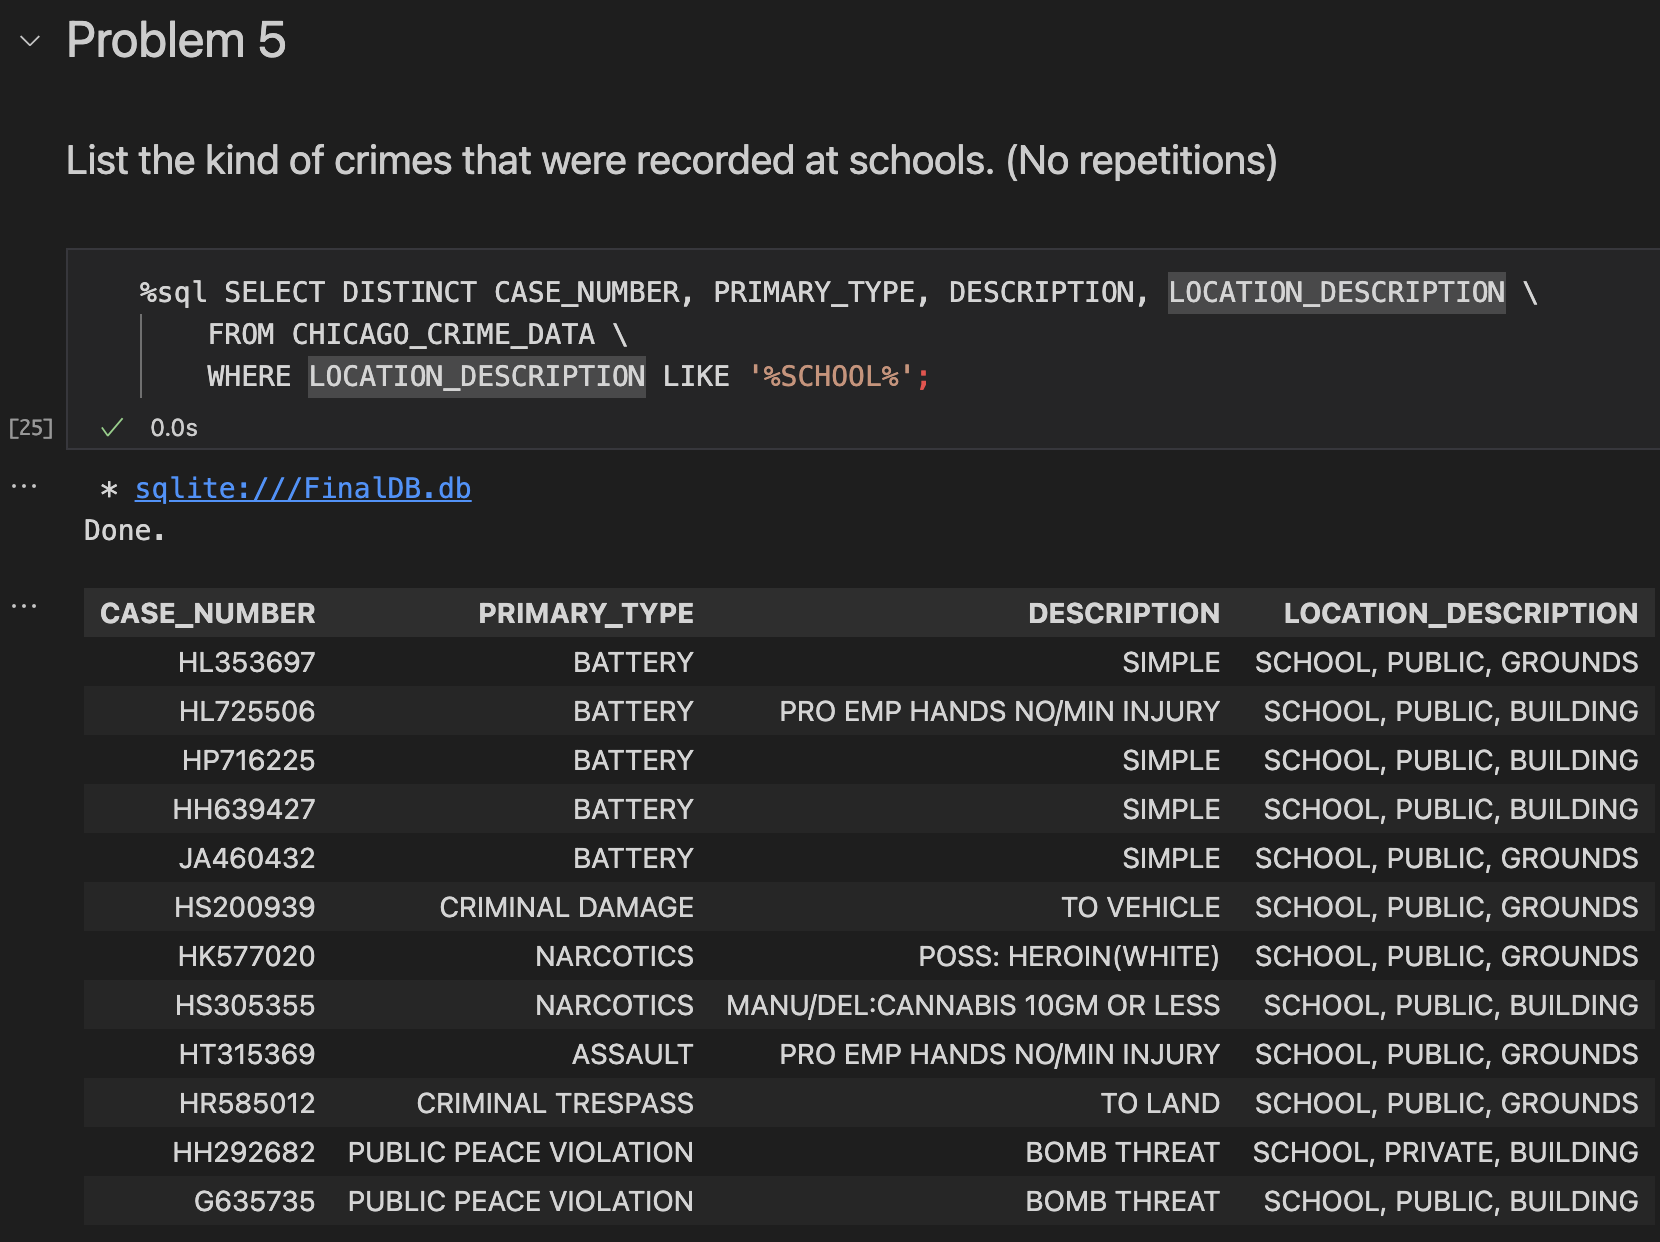 Problem 5
List the kind of crimes that were recorded at schools. (No repetitions)
%sql SELECT DISTINCT CASE_NUMBER, PRIMARY_TYPE, DESCRIPTION, LOCATION_DESCRIPTION \
FROM CHICAGO_CRIME_DATA \
WHERE LOCATION_DESCRIPTION LIKE '%SCHOOL%';
[25] ✓ 0.0s
... * sqlite:///FinalDB.db
Done.
... CASE_NUMBER PRIMARY_TYPE DESCRIPTION LOCATION_DESCRIPTION
HL353697 BATTERY SIMPLE SCHOOL, PUBLIC, GROUNDS
HL725506 BATTERY PRO EMP HANDS NO/MIN INJURY SCHOOL, PUBLIC, BUILDING
HP716225 BATTERY SIMPLE SCHOOL, PUBLIC, BUILDING
HH639427 BATTERY SIMPLE SCHOOL, PUBLIC, BUILDING
JA460432 BATTERY SIMPLE SCHOOL, PUBLIC, GROUNDS
HS200939 CRIMINAL DAMAGE TO VEHICLE SCHOOL, PUBLIC, GROUNDS
HK577020 NARCOTICS POSS: HEROIN(WHITE) SCHOOL, PUBLIC, GROUNDS
HS305355 NARCOTICS MANU/DEL:CANNABIS 10GM OR LESS SCHOOL, PUBLIC, BUILDING
HT315369 ASSAULT PRO EMP HANDS NO/MIN INJURY SCHOOL, PUBLIC, GROUNDS
HR585012 CRIMINAL TRESPASS TO LAND SCHOOL, PUBLIC, GROUNDS
HH292682 PUBLIC PEACE VIOLATION BOMB THREAT SCHOOL, PRIVATE, BUILDING
G635735 PUBLIC PEACE VIOLATION BOMB THREAT SCHOOL, PUBLIC, BUILDING